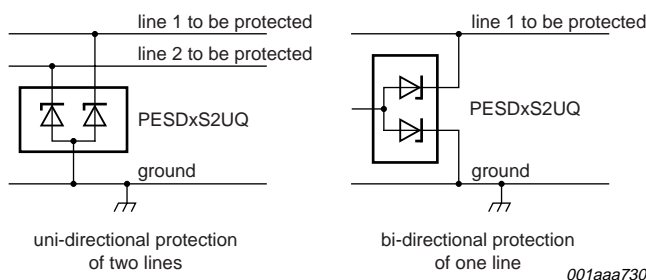 line 1 to be protected
line 2 to be protected
PESDxS2UQ
ground
uni-directional protection
of two lines
line 1 to be protected
PESDxS2UQ
ground
bi-directional protection
of one line
001aaa730